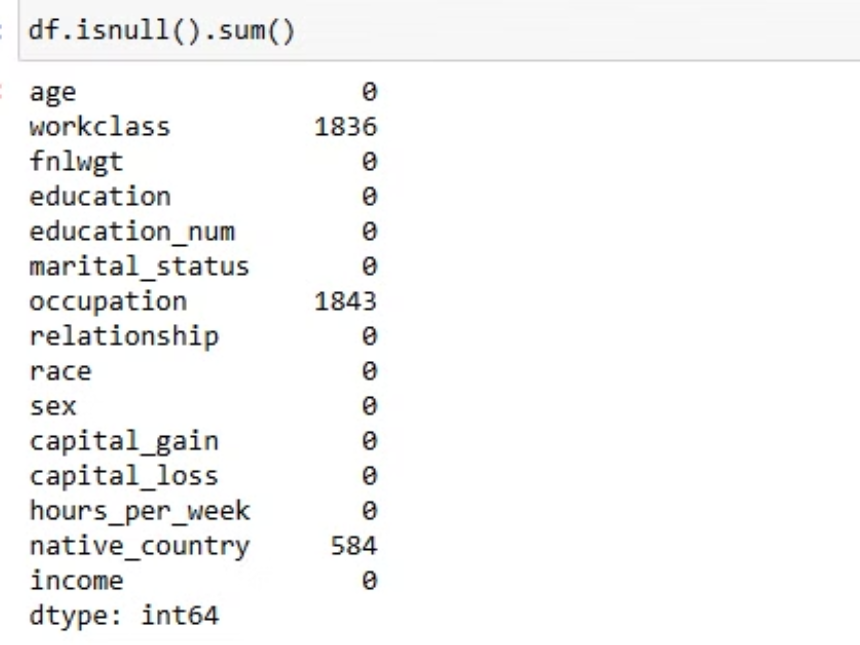 df.isnull().sum()
age 0
workclass 1836
fnlwgt 0
education 0
education_num 0
marital_status 0
occupation 1843
relationship 0
race 0
sex 0
capital_gain 0
capital_loss 0
hours_per_week 0
native_country 584
income 0
dtype: int64